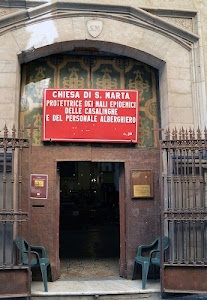 CHIESA DI S. MARTA
PROTETTRICE DEI MALI EPIDEMICI
DELLE CASALINGHE
E DEL PERSONALE ALBERGHIERO